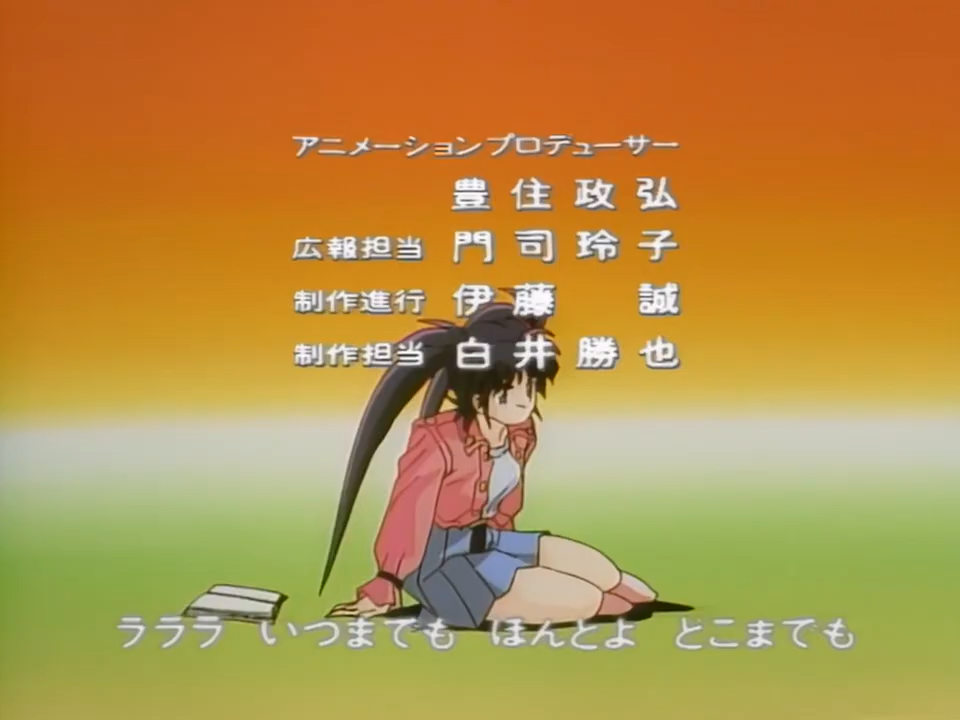 アニメーションプロデューサー
豊住政弘
広報担当 門司玲子
制作進行 伊藤 誠
制作担当 白井勝也
ラララ いつまでも ほんとよ どこまでも